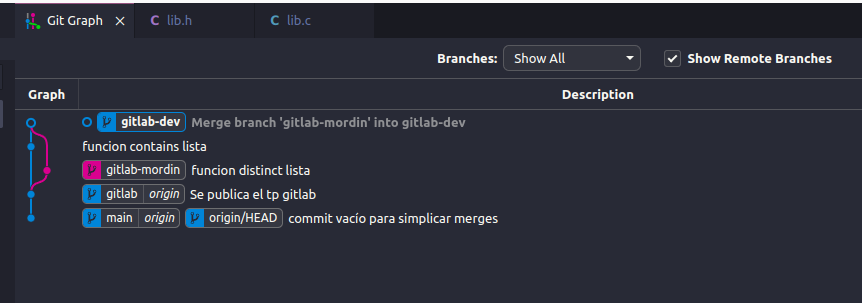 Git Graph × C lib.h C lib.c
Branches: Show All Show Remote Branches
Graph Description
gitlab-dev Merge branch 'gitlab-mordin' into gitlab-dev
funcion contains lista
gitlab-mordin funcion distinct lista
gitlab origin Se publica el tp gitlab
main origin origin/HEAD commit vacío para simplicar merges